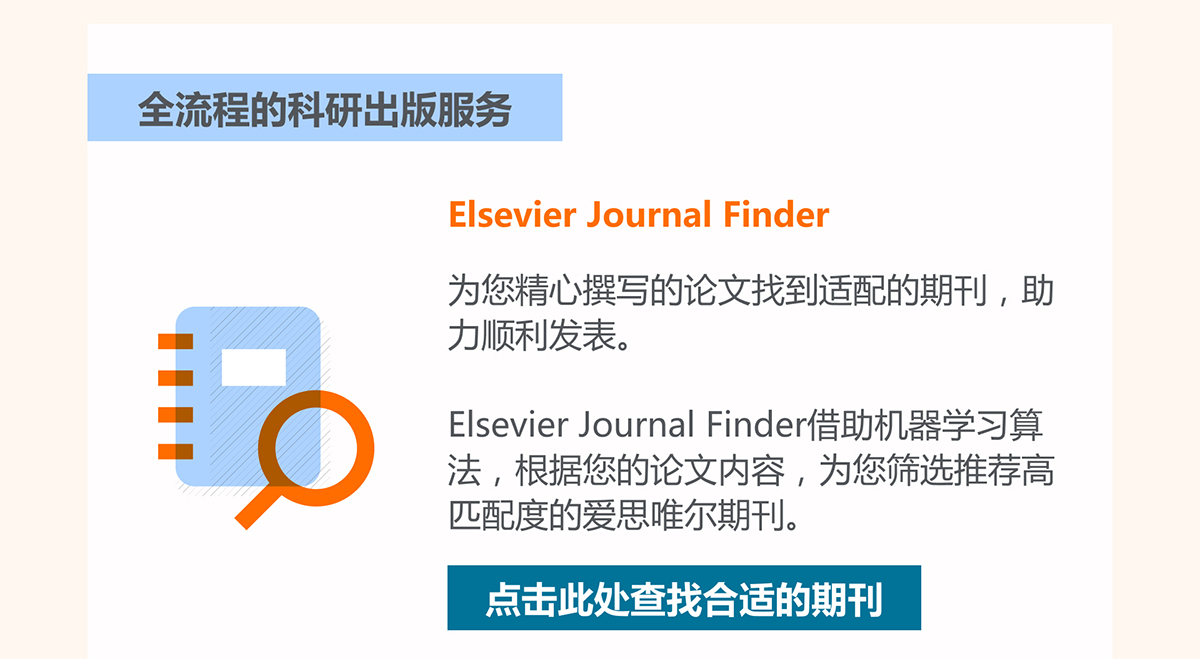 全流程的科研出版服务
Elsevier Journal Finder
为您精心撰写的论文找到适配的期刊，助
力顺利发表。
Elsevier Journal Finder借助机器学习算
法，根据您的论文内容，为您筛选推荐高
匹配度的爱思唯尔期刊。
点击此处查找合适的期刊